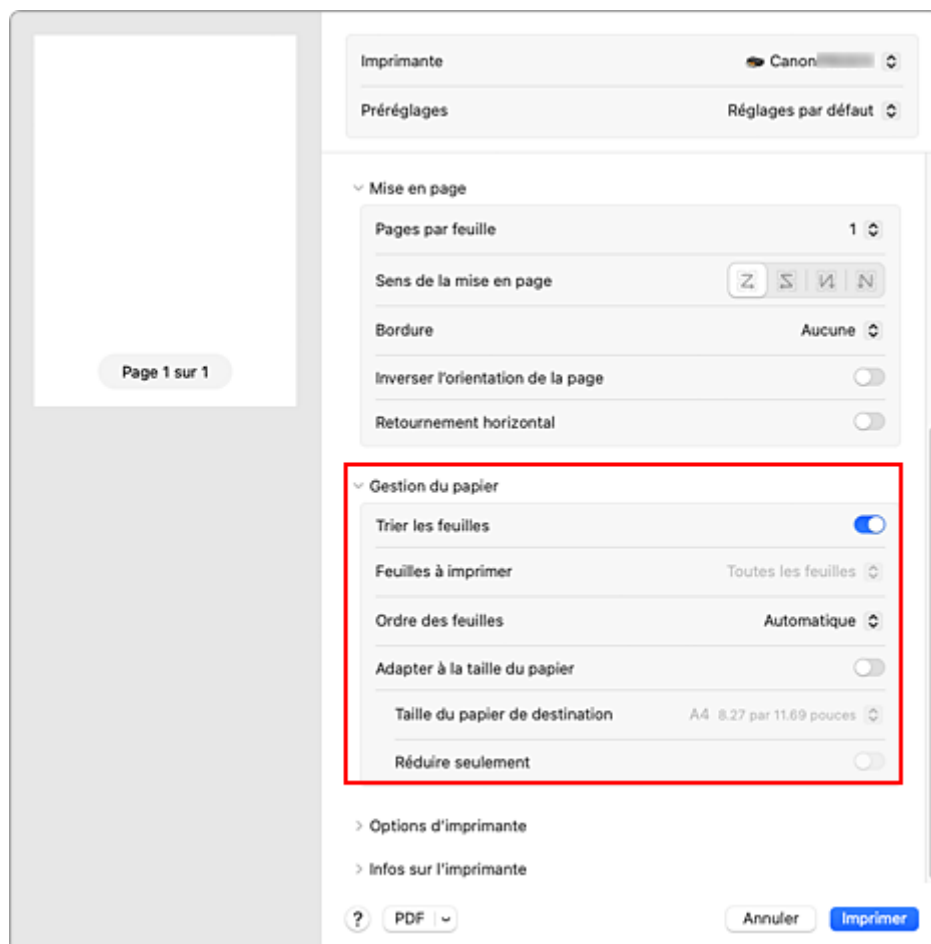 Imprimante Canon
Préréglages Réglages par défaut
Mise en page
Pages par feuille 1
Sens de la mise en page
Bordure Aucune
Inverser l'orientation de la page
Retournement horizontal
Page 1 sur 1
Gestion du papier
Trier les feuilles
Feuilles à imprimer Toutes les feuilles
Ordre des feuilles Automatique
Adapter à la taille du papier
Taille du papier de destination A4 8.27 par 11.69 pouces
Réduire seulement
Options d'imprimante
Infos sur l'imprimante
? PDF Annuler Imprimer